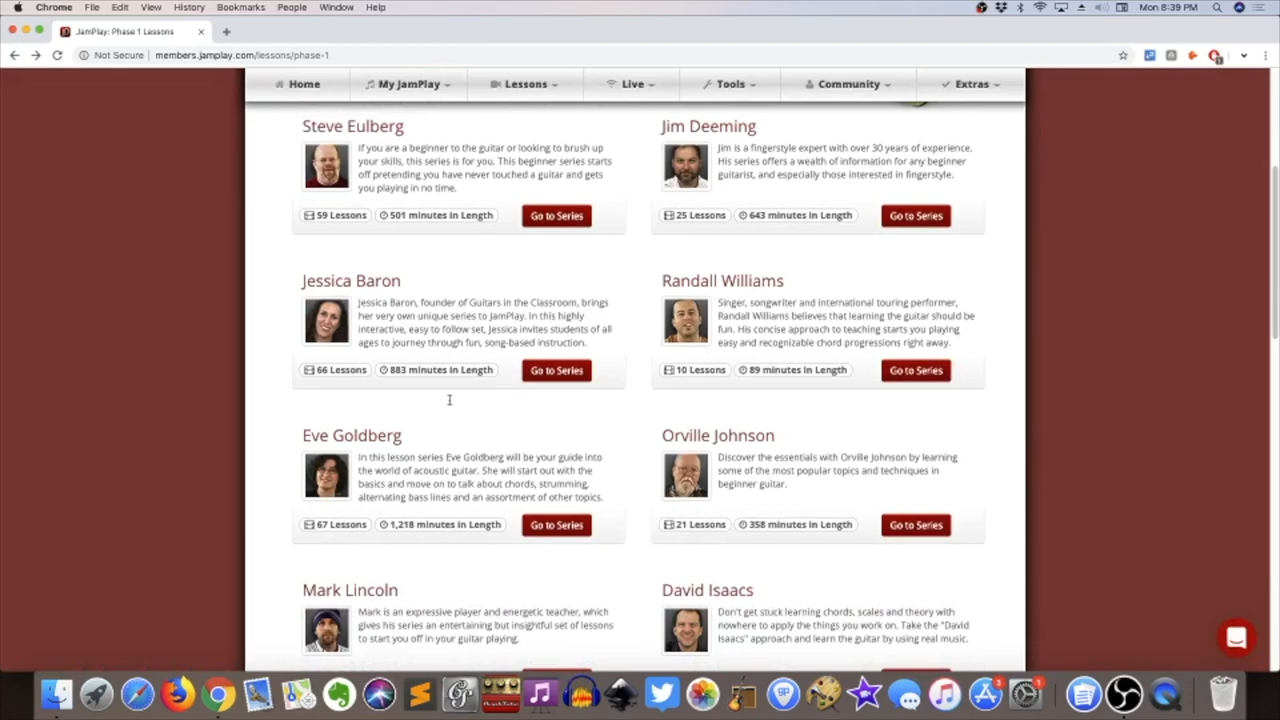 Chrome File Edit View History Bookmarks People Window Help
Mon 8:39 PM
JamPlay: Phase 1 Lessons
Not Secure members.jamplay.com/lessons/phase-1
Home My JamPlay Lessons Live Tools Community Extras
Steve Eulberg
If you are a beginner to the guitar or looking to brush up
your skills, this series is for you. This beginner series starts
off pretending you have never touched a guitar and gets
you playing in no time.
59 Lessons 501 minutes in Length Go to Series
Jim Deeming
Jim is a fingerstyle expert with over 30 years of experience.
His series offers a wealth of information for any beginner
guitarist, and especially those interested in fingerstyle.
25 Lessons 643 minutes in Length Go to Series
Jessica Baron
Jessica Baron, founder of Guitars in the Classroom, brings
her very own unique series to JamPlay. In this highly
interactive, easy to follow set, Jessica invites students of all
ages to journey through fun, song-based instruction.
66 Lessons 883 minutes in Length Go to Series
Randall Williams
Singer, songwriter and international touring performer,
Randall Williams believes that learning the guitar should be
fun. His concise approach to teaching starts you playing
easy and recognizable chord progressions right away.
10 Lessons 89 minutes in Length Go to Series
Eve Goldberg
In this lesson series Eve Goldberg will be your guide into
the world of acoustic guitar. She will start out with the
basics and move on to talk about chords, strumming,
alternating bass lines and an assortment of other topics.
67 Lessons 1,218 minutes in Length Go to Series
Orville Johnson
Discover the essentials with Orville Johnson by learning
some of the most popular topics and techniques in
beginner guitar.
21 Lessons 358 minutes in Length Go to Series
Mark Lincoln
Mark is an expressive player and energetic teacher, which
gives his series an entertaining but insightful set of lessons
to start you off in your guitar playing.
David Isaacs
Don't get stuck learning chords, scales and theory with
nowhere to apply the things you work on. Take the "David
Isaacs" approach and learn the guitar by using real music.